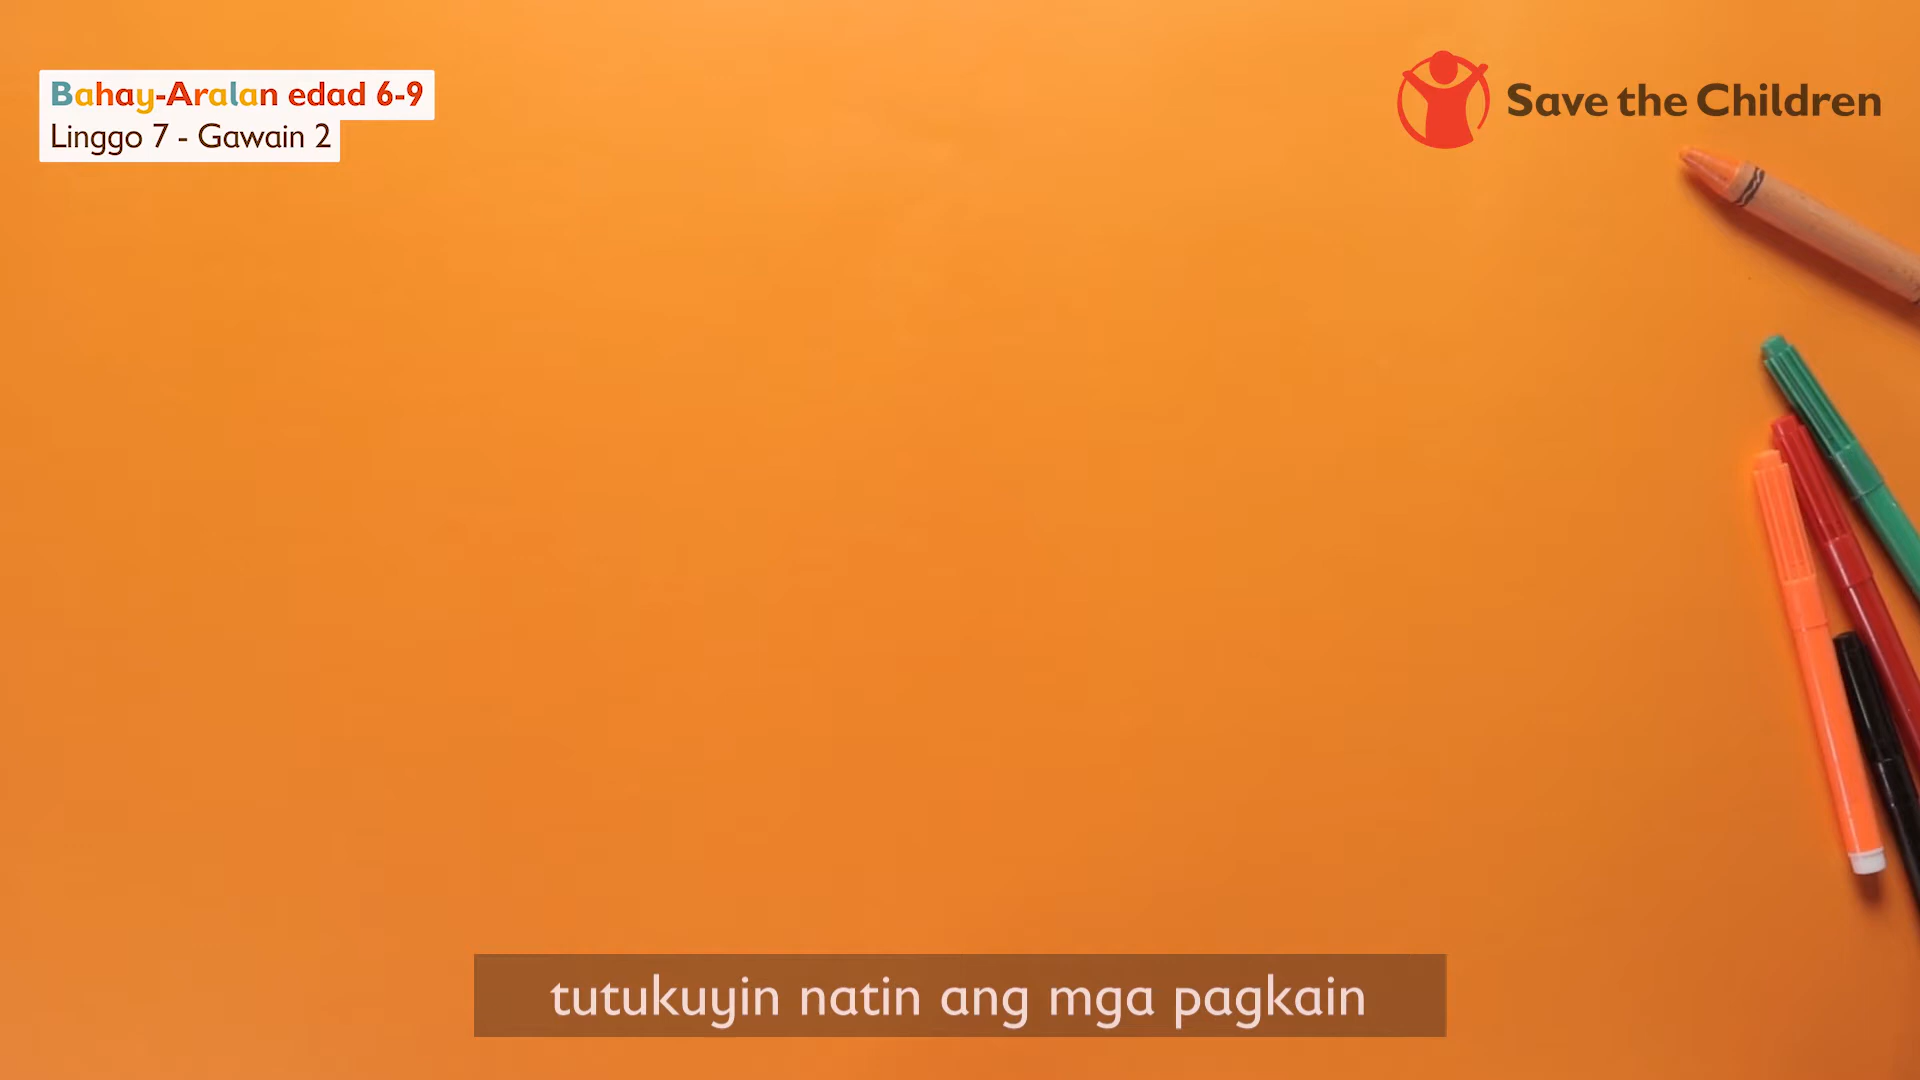 Bahay-Aralan edad 6-9
Linggo 7 - Gawain 2
Save the Children
tutukuyin natin ang mga pagkain